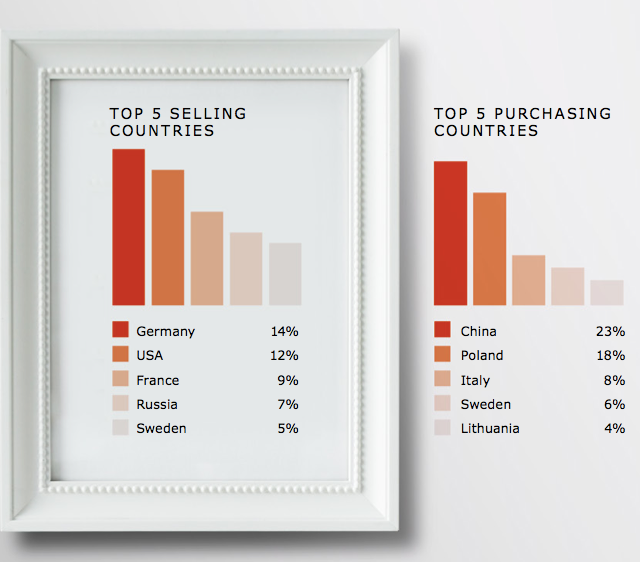 TOP 5 SELLING
COUNTRIES
Germany 14%
USA 12%
France 9%
Russia 7%
Sweden 5%
TOP 5 PURCHASING
COUNTRIES
China 23%
Poland 18%
Italy 8%
Sweden 6%
Lithuania 4%